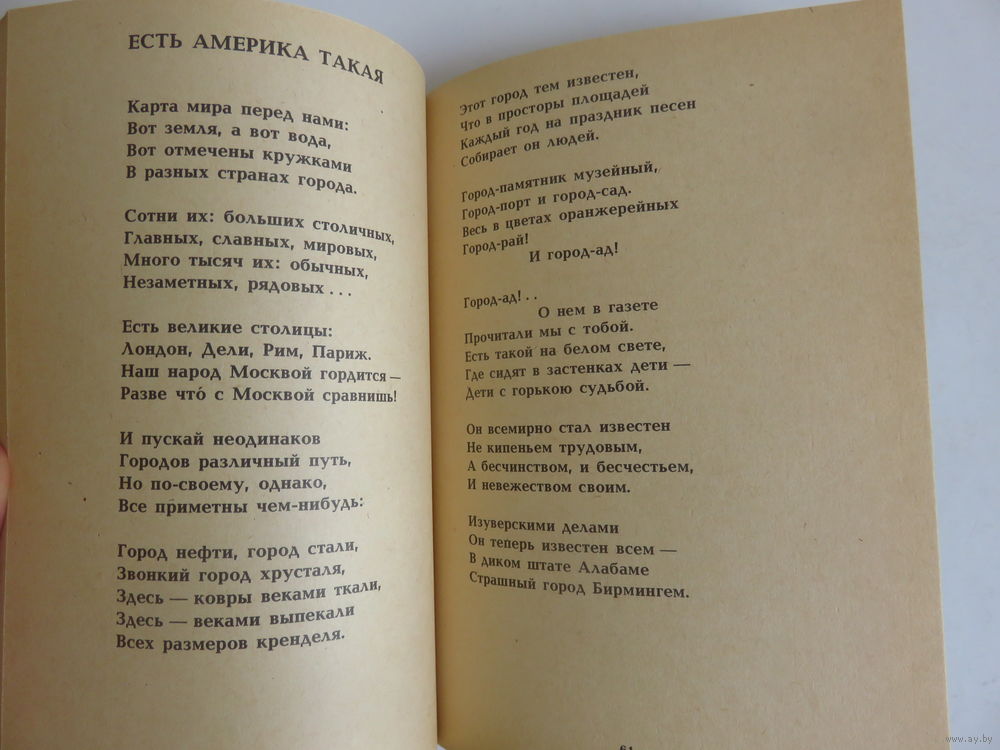 ЕСТЬ АМЕРИКА ТАКАЯ
Карта мира перед нами:
Вот земля, а вот вода,
Вот отмечены кружками
В разных странах города.
Сотни их: больших столичных,
Главных, славных, мировых,
Много тысяч их: обычных,
Незаметных, рядовых . . .
Есть великие столицы:
Лондон, Дели, Рим, Париж.
Наш народ Москвой гордится —
Разве что́ с Москвой сравнишь!
И пускай неодинаков
Городов различный путь,
Но по-своему, однако,
Все приметны чем-нибудь:
Город нефти, город стали,
Звонкий город хрусталя,
Здесь — ковры веками ткали,
Здесь — веками выпекали
Всех размеров кренделя.
Этот город тем известен,
Что в просторы площадей
Каждый год на праздник песен
Собирает он людей.
Город-памятник музейный,
Город-порт и город-сад.
Весь в цветах оранжерейных
Город-рай!
И город-ад!
Город-ад! . .
О нем в газете
Прочитали мы с тобой.
Есть такой на белом свете,
Где сидят в застенках дети —
Дети с горькою судьбой.
Он всемирно стал известен
Не кипеньем трудовым,
А бесчинством, и бесчестьем,
И невежеством своим.
Изуверскими делами
Он теперь известен всем —
В диком штате Алабаме
Страшный город Бирмингем.
61
www.ay.by